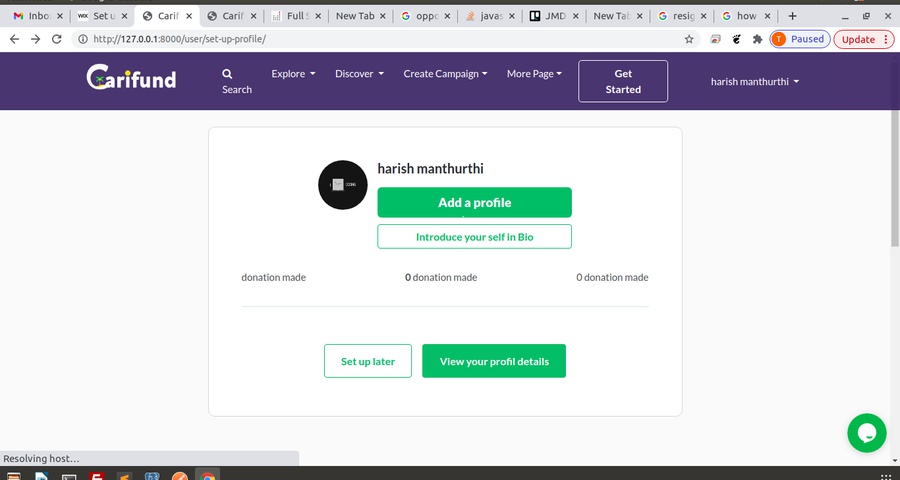 Inbo
WIX Set u
Carif
Carif
Full S
New Tab
oppo
javas
JMD
New Tab
resig
how
http://127.0.0.1:8000/user/set-up-profile/
T Paused
Update
Carifund
Search
Explore
Discover
Create Campaign
More Page
Get
Started
harish manthurthi
harish manthurthi
Add a profile
Introduce your self in Bio
donation made
0 donation made
0 donation made
Set up later
View your profil details
Resolving host...